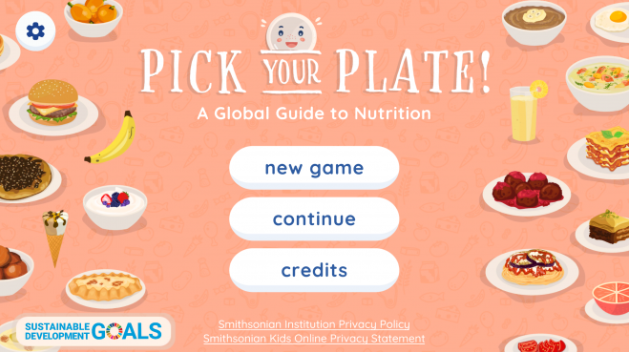 PICK YOUR PLATE!
A Global Guide to Nutrition
new game
continue
credits
SUSTAINABLE
DEVELOPMENT GOALS
Smithsonian Institution Privacy Policy
Smithsonian Kids Online Privacy Statement